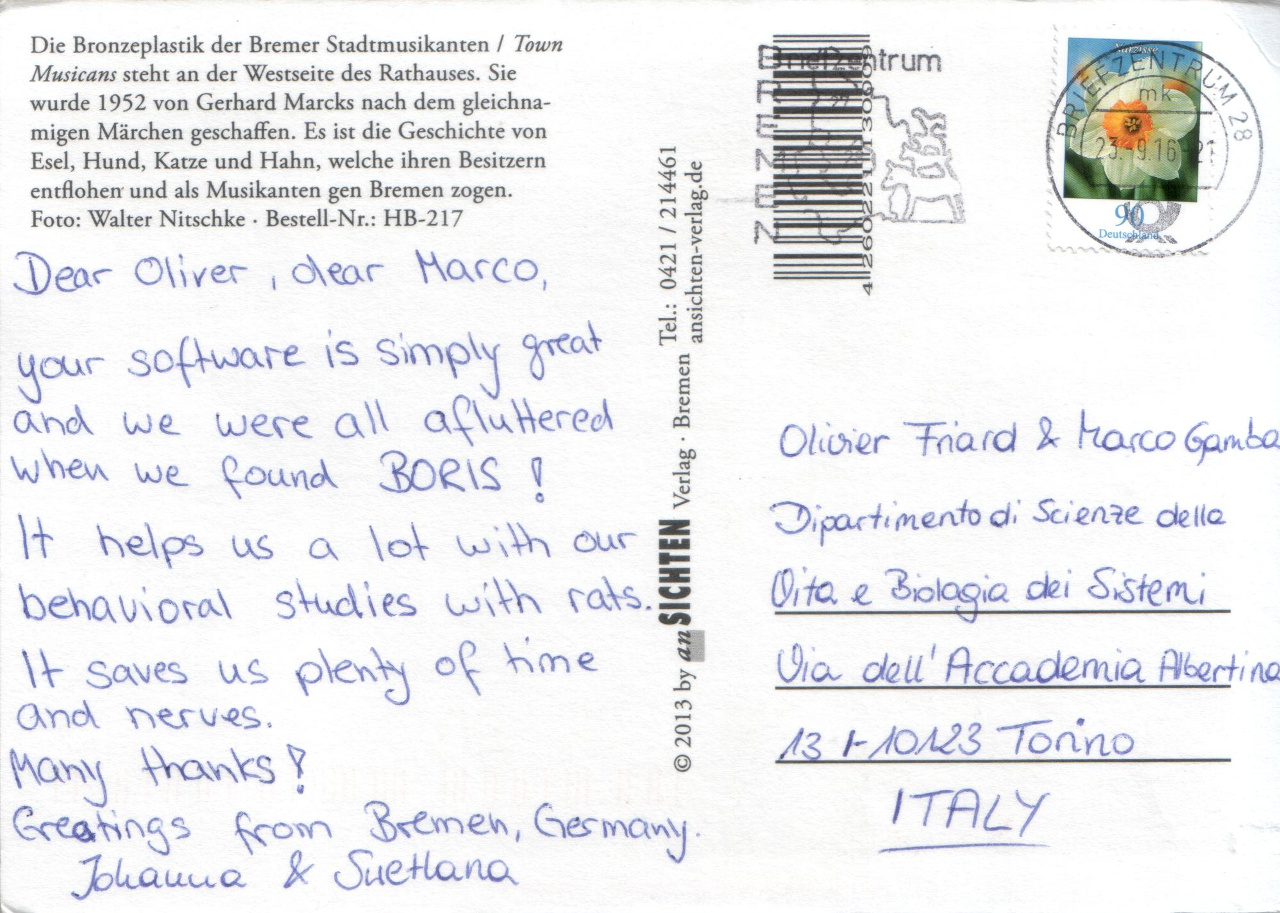 Die Bronzeplastik der Bremer Stadtmusikanten / Town
Musicans steht an der Westseite des Rathauses. Sie
wurde 1952 von Gerhard Marcks nach dem gleichna-
migen Märchen geschaffen. Es ist die Geschichte von
Esel, Hund, Katze und Hahn, welche ihren Besitzern
entflohen und als Musikanten gen Bremen zogen.
Foto: Walter Nitschke · Bestell-Nr.: HB-217
Dear Oliver, dear Marco,
your software is simply great
and we were all afluttered
when we found BORIS!
It helps us a lot with our
behavioral studies with rats.
It saves us plenty of time
and nerves.
Many thanks!
Greatings from Bremen, Germany.
Johanna & Svetlana
© 2013 by anSICHTEN Verlag · Bremen Tel.: 0421 / 214461
ansichten-verlag.de
Briefzentrum
BREMEN
4 260221 130009
Narzisse
90
Deutschland
BRIEFZENTRUM 28
mk
23.9.16-21
Olivier Friard & Marco Gamba
Dipartimento di Scienze della
Vita e Biologia dei Sistemi
Via dell'Accademia Albertina
13 I-10123 Torino
ITALY